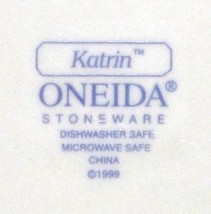 Katrin™
ONEIDA®
STONEWARE
DISHWASHER SAFE
MICROWAVE SAFE
CHINA
©1999